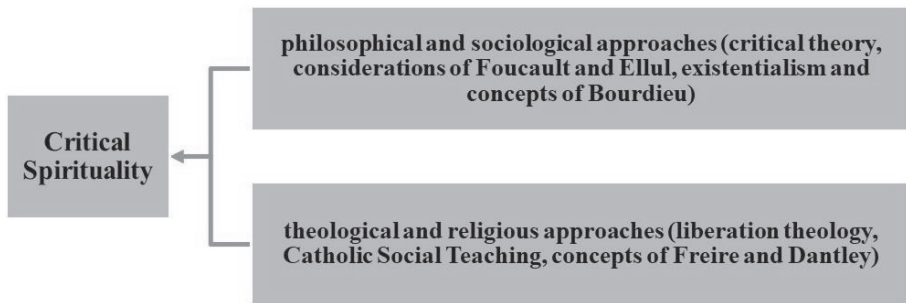 philosophical and sociological approaches (critical theory,
considerations of Foucault and Ellul, existentialism and
concepts of Bourdieu)
Critical
Spirituality
theological and religious approaches (liberation theology,
Catholic Social Teaching, concepts of Freire and Dantley)